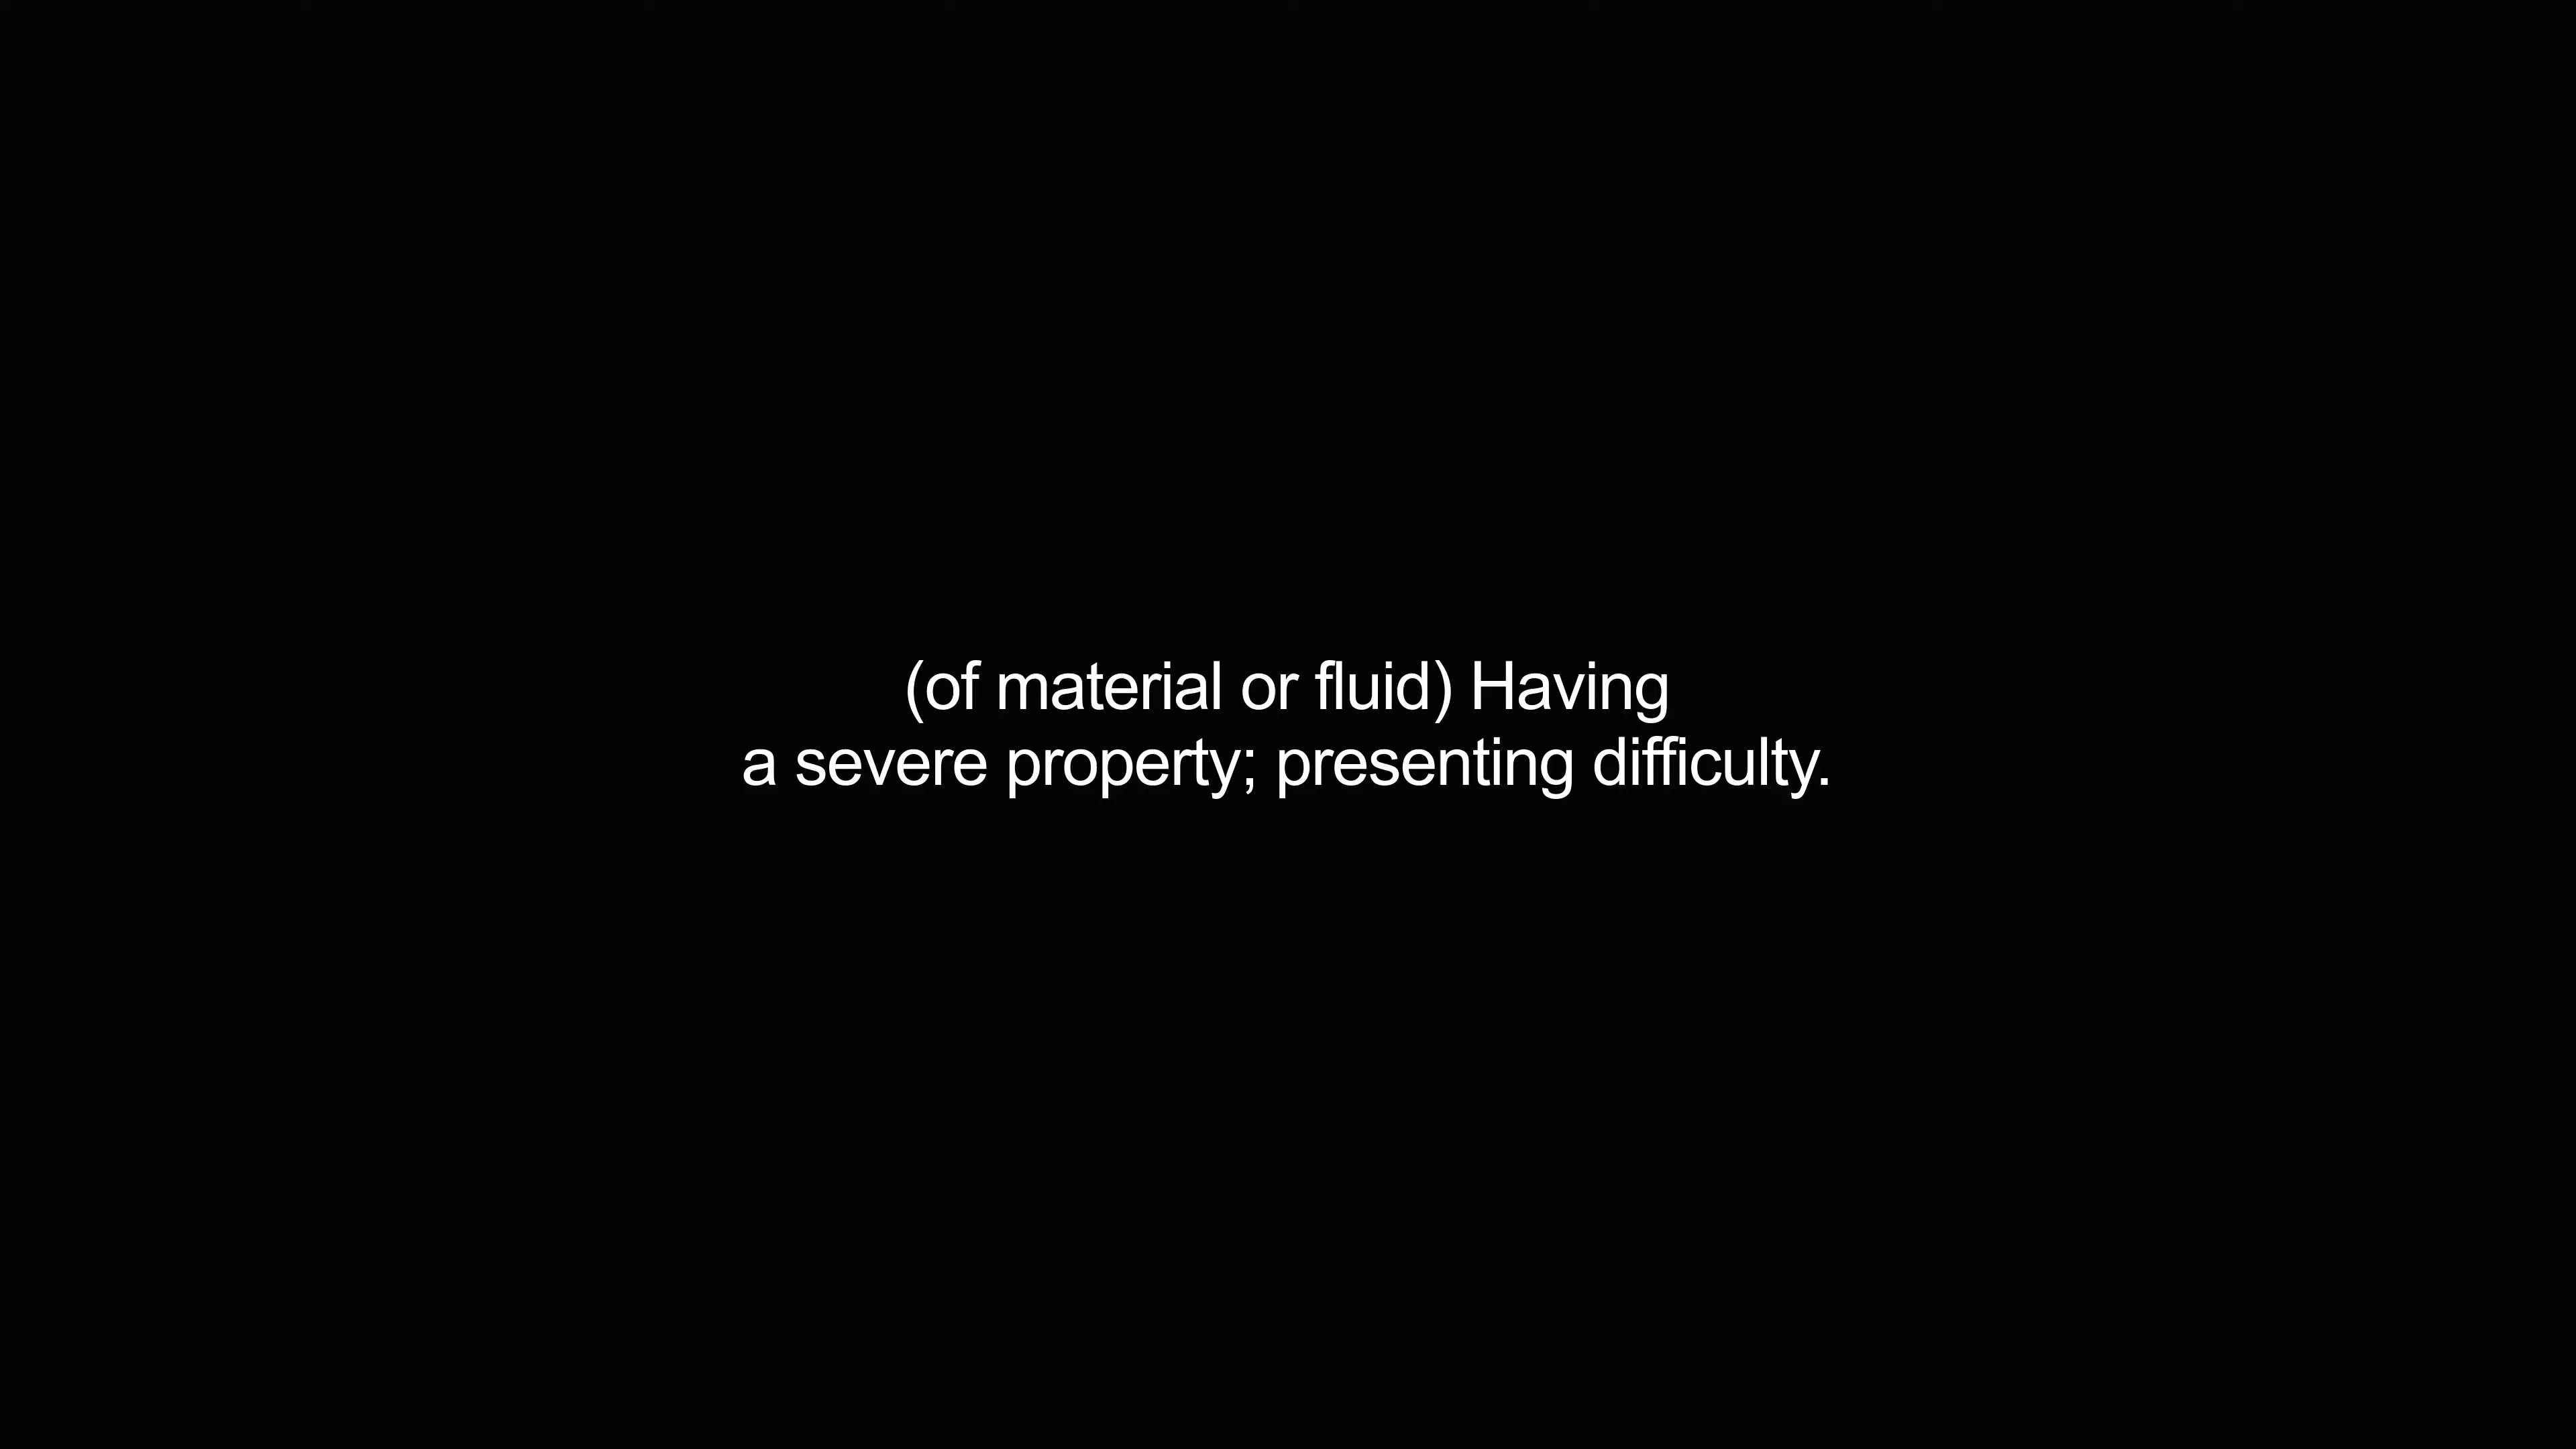 (of material or fluid) Having
a severe property; presenting difficulty.